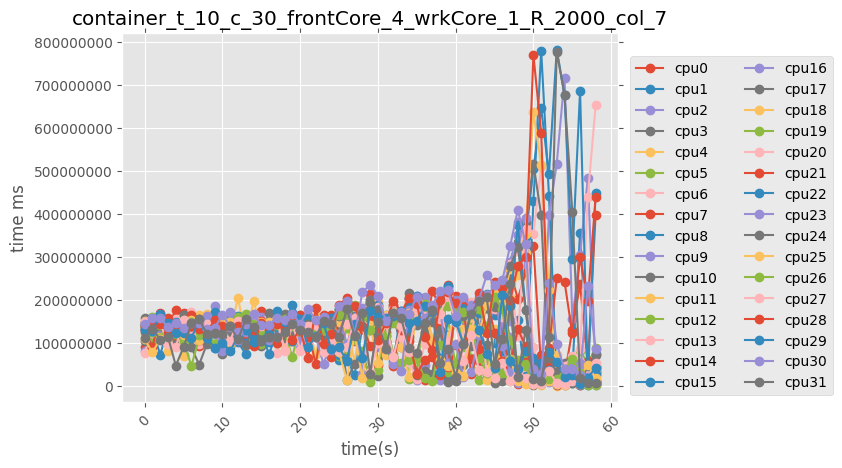 container_t_10_c_30_frontCore_4_wrkCore_1_R_2000_col_7
800000000
700000000
600000000
500000000
400000000
300000000
200000000
100000000
0
time ms
0
10
20
30
40
50
60
time(s)
cpu0
cpu1
cpu2
cpu3
cpu4
cpu5
cpu6
cpu7
cpu8
cpu9
cpu10
cpu11
cpu12
cpu13
cpu14
cpu15
cpu16
cpu17
cpu18
cpu19
cpu20
cpu21
cpu22
cpu23
cpu24
cpu25
cpu26
cpu27
cpu28
cpu29
cpu30
cpu31